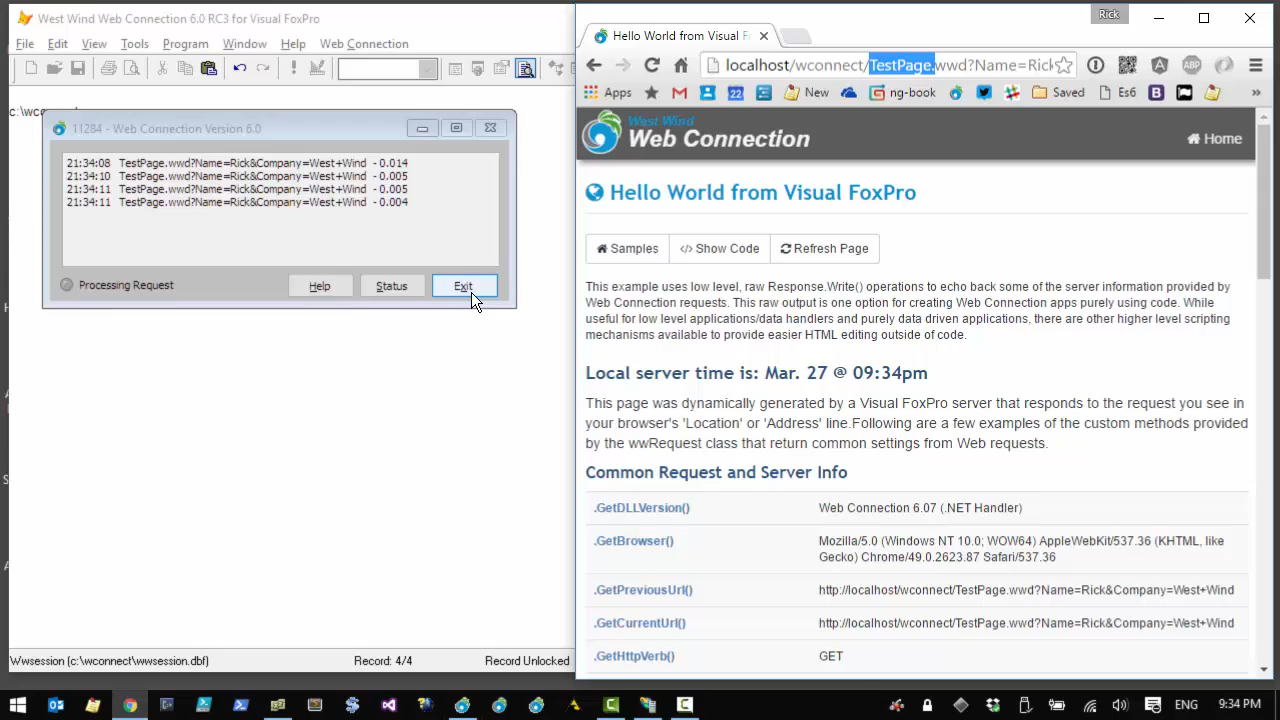 West Wind Web Connection 6.0 RC3 for Visual FoxPro
File Edit View Tools Program Window Help Web Connection
c:\wc
11284 - Web Connection Version 6.0
21:34:08 TestPage.wwd?Name=Rick&Company=West+Wind - 0.014
21:34:10 TestPage.wwd?Name=Rick&Company=West+Wind - 0.005
21:34:11 TestPage.wwd?Name=Rick&Company=West+Wind - 0.005
21:34:11 TestPage.wwd?Name=Rick&Company=West+Wind - 0.004
Processing Request Help Status Exit
Wwsession (c:\wconnect\wwsession.dbf) Record: 4/4 Record Unlocked
Rick
Hello World from Visual F
localhost/wconnect/TestPage.wwd?Name=Rick
ABP
Apps 22 New ng-book Saved Es6 B »
West Wind
Web Connection
Home
Hello World from Visual FoxPro
Samples </> Show Code Refresh Page
This example uses low level, raw Response.Write() operations to echo back some of the server information provided by
Web Connection requests. This raw output is one option for creating Web Connection apps purely using code. While
useful for low level applications/data handlers and purely data driven applications, there are other higher level scripting
mechanisms available to provide easier HTML editing outside of code.
Local server time is: Mar. 27 @ 09:34pm
This page was dynamically generated by a Visual FoxPro server that responds to the request you see in
your browser's 'Location' or 'Address' line.Following are a few examples of the custom methods provided
by the wwRequest class that return common settings from Web requests.
Common Request and Server Info
.GetDLLVersion() Web Connection 6.07 (.NET Handler)
.GetBrowser() Mozilla/5.0 (Windows NT 10.0; WOW64) AppleWebKit/537.36 (KHTML, like
Gecko) Chrome/49.0.2623.87 Safari/537.36
.GetPreviousUrl() http://localhost/wconnect/TestPage.wwd?Name=Rick&Company=West+Wind
.GetCurrentUrl() http://localhost/wconnect/TestPage.wwd?Name=Rick&Company=West+Wind
.GetHttpVerb() GET
ENG 9:34 PM